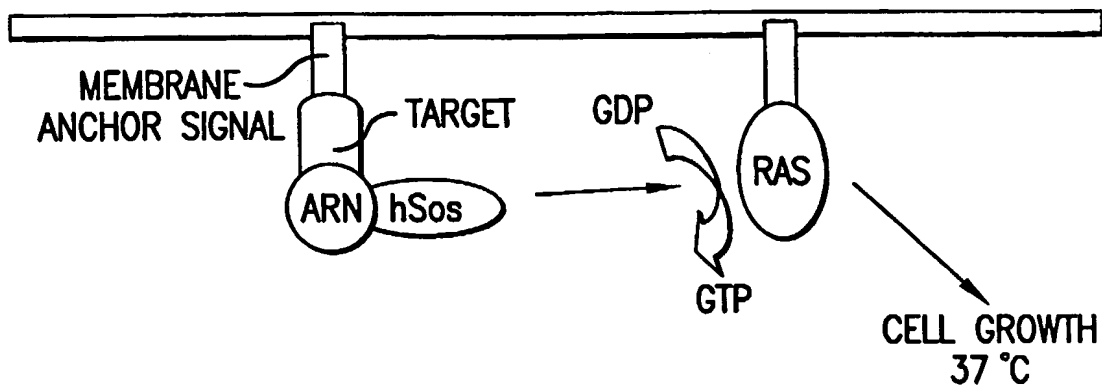 MEMBRANE
ANCHOR SIGNAL
TARGET
ARN
hSos
GDP
GTP
RAS
CELL GROWTH
37 °C